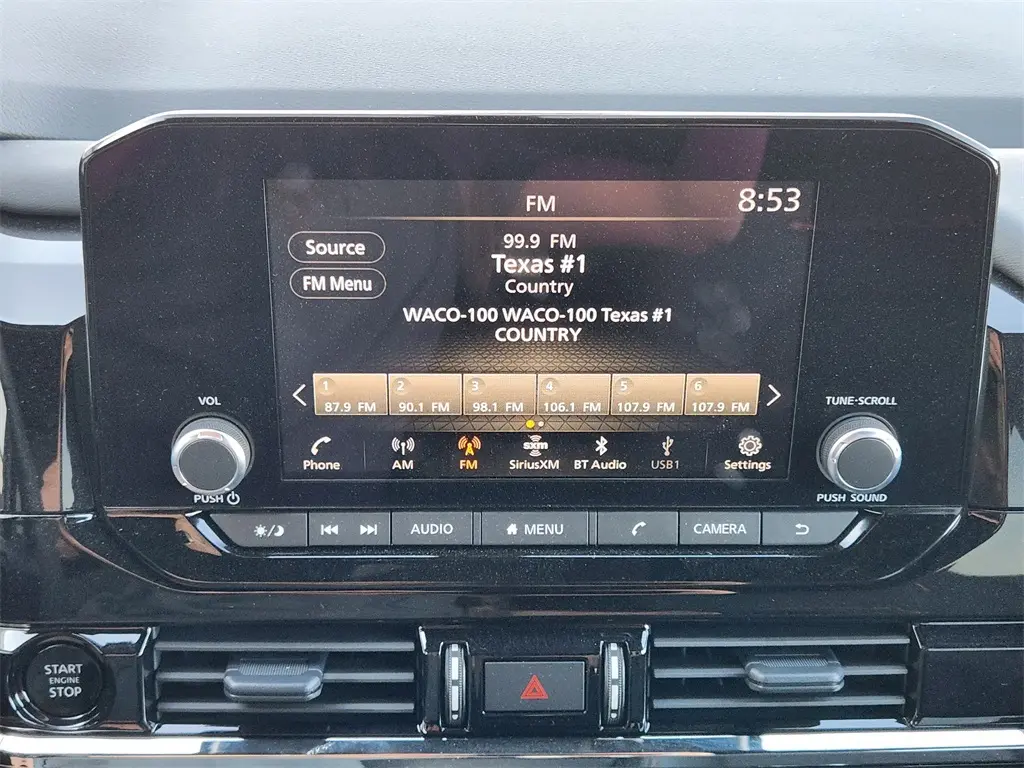 FM
8:53
Source
99.9 FM
Texas #1
FM Menu
Country
WACO-100 WACO-100 Texas #1
COUNTRY
1 2 3 4 5 6
87.9 FM 90.1 FM 98.1 FM 106.1 FM 107.9 FM 107.9 FM
VOL
TUNE·SCROLL
sxm
Phone AM FM SiriusXM BT Audio USB1 Settings
PUSH
PUSH SOUND
AUDIO MENU CAMERA
START
ENGINE
STOP